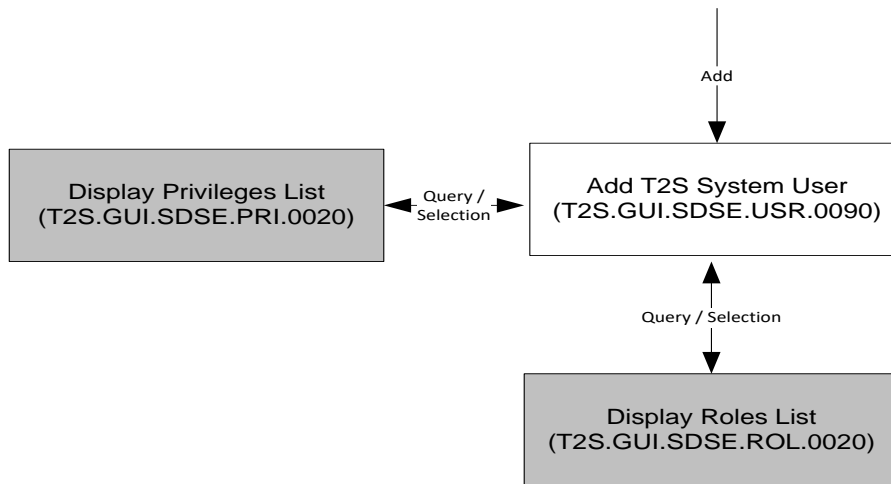 Add
Display Privileges List
(T2S.GUI.SDSE.PRI.0020)
Query /
Selection
Add T2S System User
(T2S.GUI.SDSE.USR.0090)
Query / Selection
Display Roles List
(T2S.GUI.SDSE.ROL.0020)